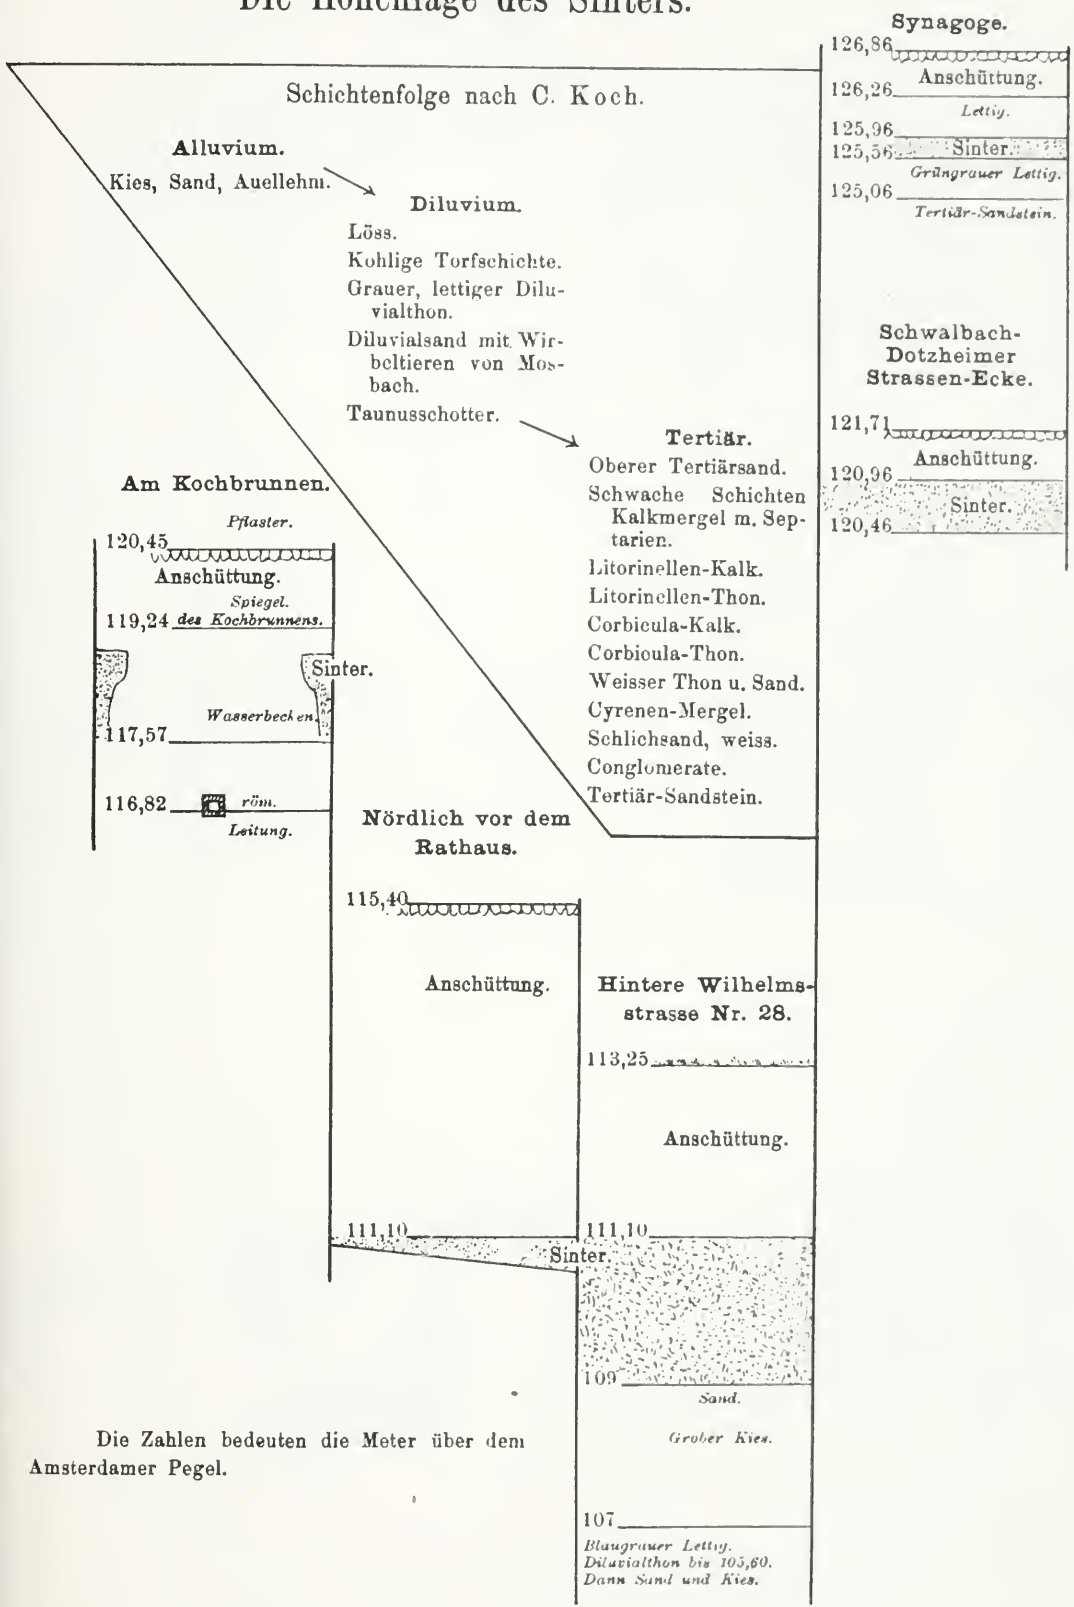 Die Höhenlage des Sinters.
Synagoge.
126,86
Anschüttung.
126,26
Lettig.
125,96
Sinter.
125,56
Grüngrauer Lettig.
125,06
Tertiär-Sandstein.
Schichtenfolge nach C. Koch.
Alluvium.
Kies, Sand, Auellehm.
Diluvium.
Löss.
Kohlige Torfschichte.
Grauer, lettiger Dilu-
vialthon.
Diluvialsand mit Wir-
beltieren von Mos-
bach.
Taunusschotter.
Tertiär.
Oberer Tertiärsand.
Schwache Schichten
Kalkmergel m. Sep-
tarien.
Litorinellen-Kalk.
Litorinellen-Thon.
Corbicula-Kalk.
Corbicula-Thon.
Weisser Thon u. Sand.
Cyrenen-Mergel.
Schlichsand, weiss.
Conglomerate.
Tertiär-Sandstein.
Schwalbach-
Dotzheimer
Strassen-Ecke.
121,71
Anschüttung.
120,96
Sinter.
120,46
Am Kochbrunnen.
Pflaster.
120,45
Anschüttung.
Spiegel.
119,24 des Kochbrunnens.
Sinter.
Wasserbecken.
117,57
116,82 röm.
Leitung.
Nördlich vor dem
Rathaus.
115,40
Anschüttung.
111,10
Sinter.
Hintere Wilhelms-
strasse Nr. 28.
113,25
Anschüttung.
111,10
109
Sand.
Grober Kies.
107
Blaugrauer Lettig.
Diluvialthon bis 105,60.
Dann Sand und Kies.
Die Zahlen bedeuten die Meter über dem
Amsterdamer Pegel.